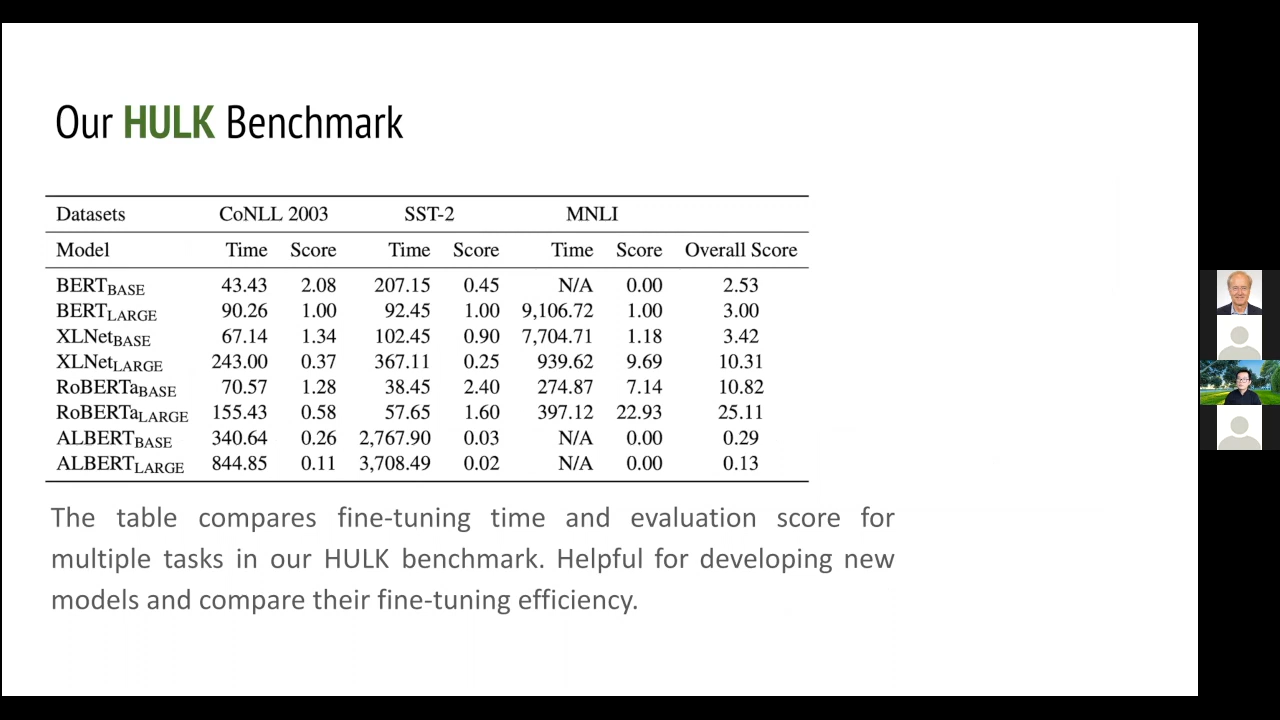 Our HULK Benchmark
Datasets CoNLL 2003 SST-2 MNLI
Model Time Score Time Score Time Score Overall Score
BERTBASE 43.43 2.08 207.15 0.45 N/A 0.00 2.53
BERTLARGE 90.26 1.00 92.45 1.00 9,106.72 1.00 3.00
XLNetBASE 67.14 1.34 102.45 0.90 7,704.71 1.18 3.42
XLNetLARGE 243.00 0.37 367.11 0.25 939.62 9.69 10.31
RoBERTaBASE 70.57 1.28 38.45 2.40 274.87 7.14 10.82
RoBERTaLARGE 155.43 0.58 57.65 1.60 397.12 22.93 25.11
ALBERTBASE 340.64 0.26 2,767.90 0.03 N/A 0.00 0.29
ALBERTLARGE 844.85 0.11 3,708.49 0.02 N/A 0.00 0.13
The table compares fine-tuning time and evaluation score for
multiple tasks in our HULK benchmark. Helpful for developing new
models and compare their fine-tuning efficiency.